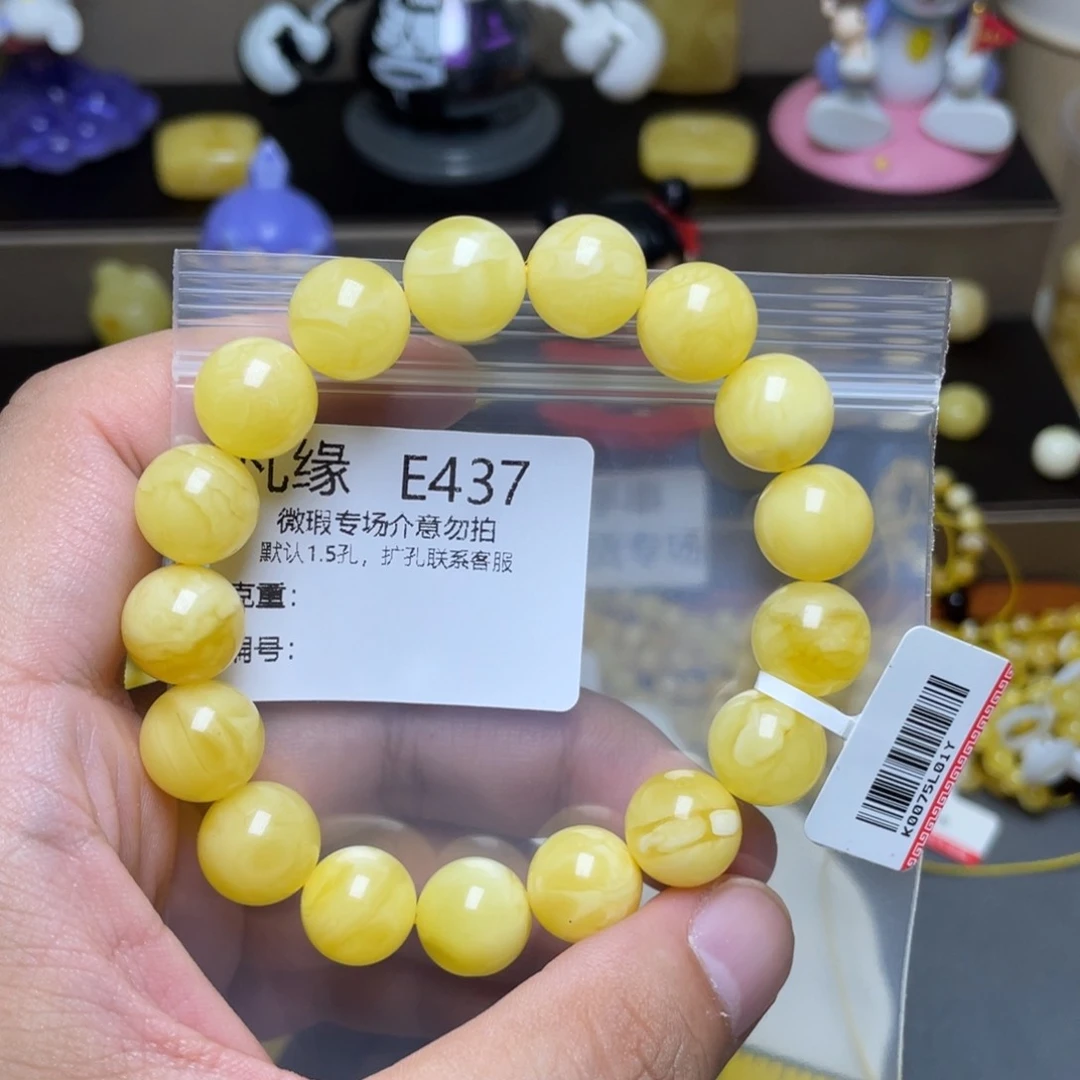 缘 E437
微瑕专场介意勿拍
默认1.5孔，扩孔联系客服
克重：
号：
K0075L01Y